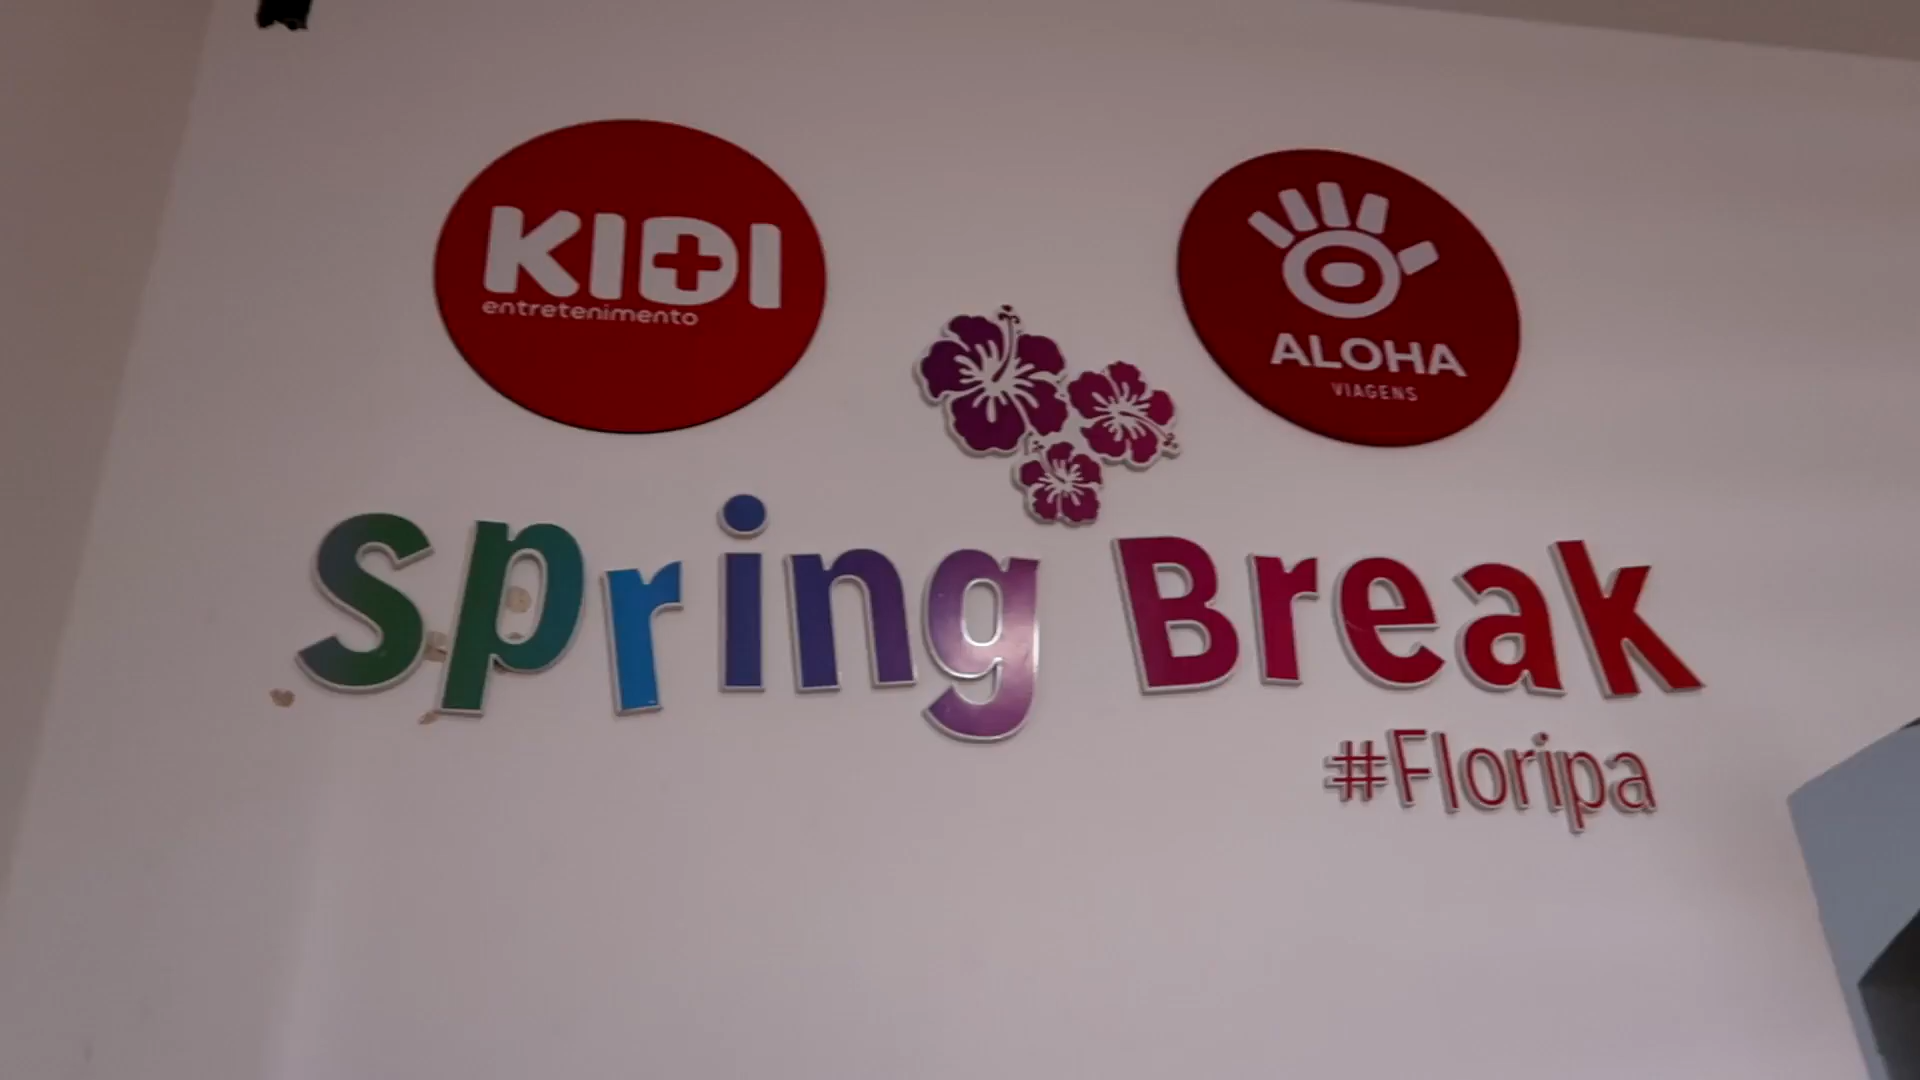 KIDI
entretenimento
ALOHA
VIAGENS
Spring Break
#Floripa